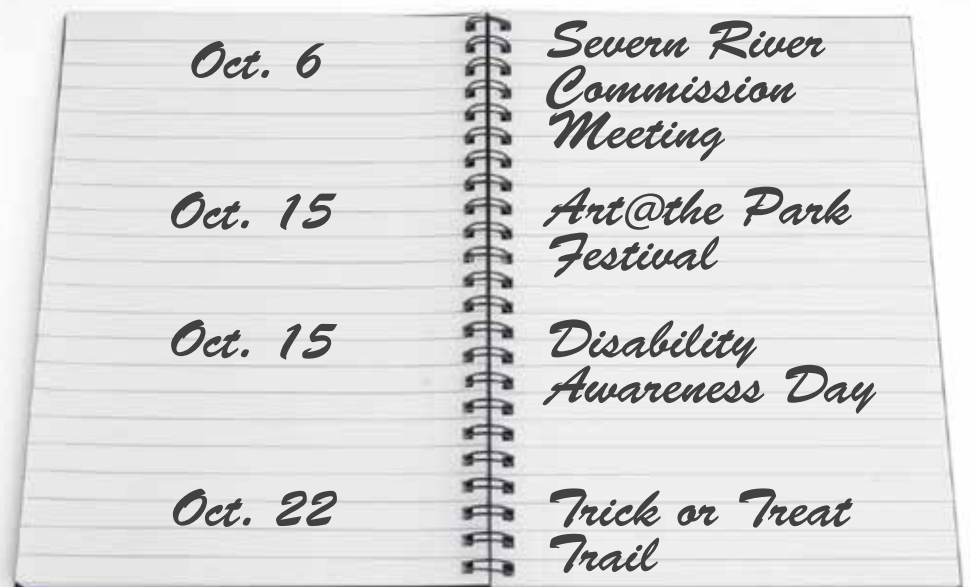 Oct. 6
Severn River
Commission
Meeting
Oct. 15
Art@the Park
Festival
Oct. 15
Disability
Awareness Day
Oct. 22
Trick or Treat
Trail